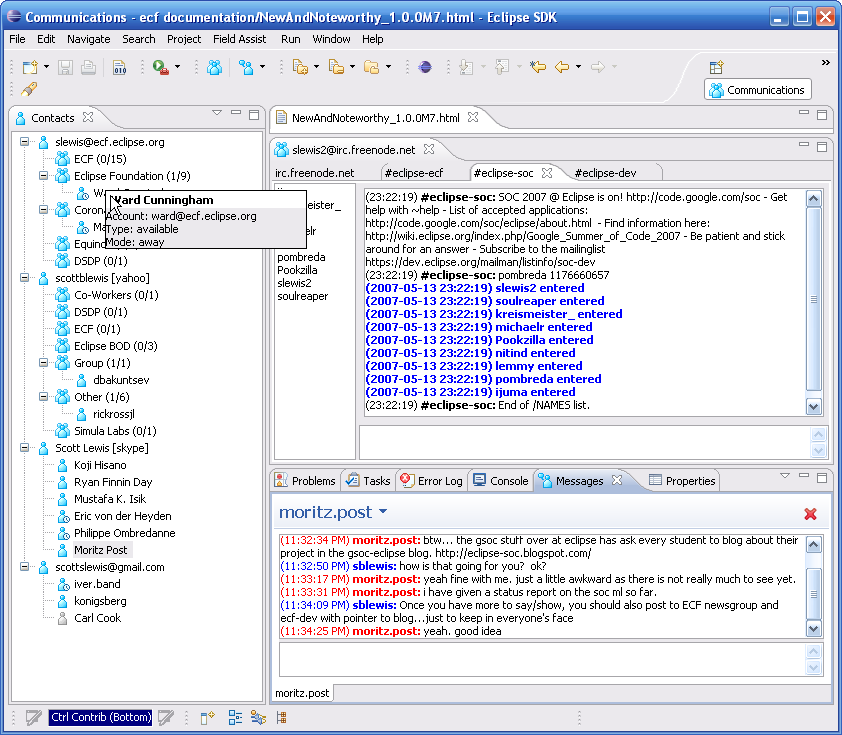 Communications - ecf documentation/NewAndNoteworthy_1.0.0M7.html - Eclipse SDK
File Edit Navigate Search Project Field Assist Run Window Help
010
»
Communications
Contacts
slewis@ecf.eclipse.org
ECF (0/15)
Eclipse Foundation (1/9)
Ward Cunningham
Account: ward@ecf.eclipse.org
Type: available
Mode: away
DSDP (0/1)
scottblewis [yahoo]
Co-Workers (0/1)
DSDP (0/1)
ECF (0/1)
Eclipse BOD (0/3)
Group (1/1)
dbakuntsev
Other (1/6)
rickrossjl
Simula Labs (0/1)
Scott Lewis [skype]
Koji Hisano
Ryan Finnin Day
Mustafa K. Isik
Eric von der Heyden
Philippe Ombredanne
Moritz Post
scottslewis@gmail.com
iver.band
konigsberg
Carl Cook
NewAndNoteworthy_1.0.0M7.html
slewis2@irc.freenode.net
irc.freenode.net #eclipse-ecf #eclipse-soc #eclipse-dev
pombreda
Pookzilla
slewis2
soulreaper
(23:22:19) #eclipse-soc: SOC 2007 @ Eclipse is on! http://code.google.com/soc - Get
help with ~help - List of accepted applications:
http://code.google.com/soc/eclipse/about.html - Find information here:
http://wiki.eclipse.org/index.php/Google_Summer_of_Code_2007 - Be patient and stick
around for an answer - Subscribe to the mailinglist
https://dev.eclipse.org/mailman/listinfo/soc-dev
(23:22:19) #eclipse-soc: pombreda 1176660657
(2007-05-13 23:22:19) slewis2 entered
(2007-05-13 23:22:19) soulreaper entered
(2007-05-13 23:22:19) kreismeister_ entered
(2007-05-13 23:22:19) michaelr entered
(2007-05-13 23:22:19) Pookzilla entered
(2007-05-13 23:22:19) nitind entered
(2007-05-13 23:22:19) lemmy entered
(2007-05-13 23:22:19) pombreda entered
(2007-05-13 23:22:19) ijuma entered
(23:22:19) #eclipse-soc: End of /NAMES list.
Problems Tasks Error Log Console Messages Properties
moritz.post
(11:32:34 PM) moritz.post: btw... the gsoc stuff over at eclipse has ask every student to blog about their
project in the gsoc-eclipse blog. http://eclipse-soc.blogspot.com/
(11:32:50 PM) sblewis: how is that going for you? ok?
(11:33:17 PM) moritz.post: yeah fine with me. just a little awkward as there is not really much to see yet.
(11:33:31 PM) moritz.post: i have given a status report on the soc ml so far.
(11:34:09 PM) sblewis: Once you have more to say/show, you should also post to ECF newsgroup and
ecf-dev with pointer to blog...just to keep in everyone's face
(11:34:25 PM) moritz.post: yeah. good idea
moritz.post
Ctrl Contrib (Bottom)